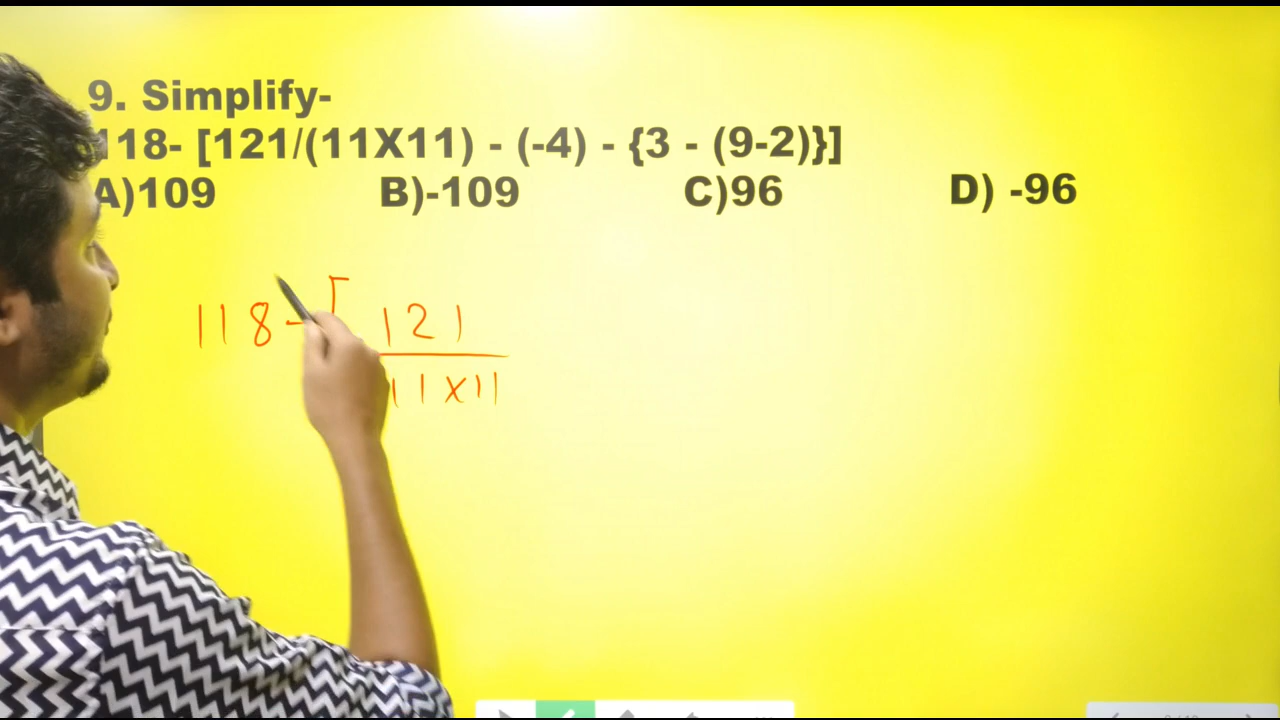 9. Simplify-
118- [121/(11X11) - (-4) - {3 - (9-2)}]
A)109 B)-109 C)96 D) -96
118-[ 121
11x11